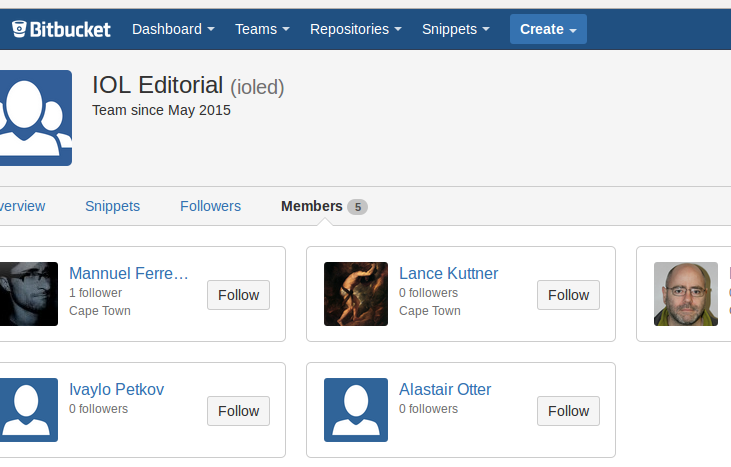 Bitbucket Dashboard Teams Repositories Snippets Create
IOL Editorial (ioled)
Team since May 2015
verview Snippets Followers Members 5
Mannuel Ferre…
1 follower
Cape Town
Follow
Lance Kuttner
0 followers
Cape Town
Follow
Ivaylo Petkov
0 followers
Follow
Alastair Otter
0 followers
Follow